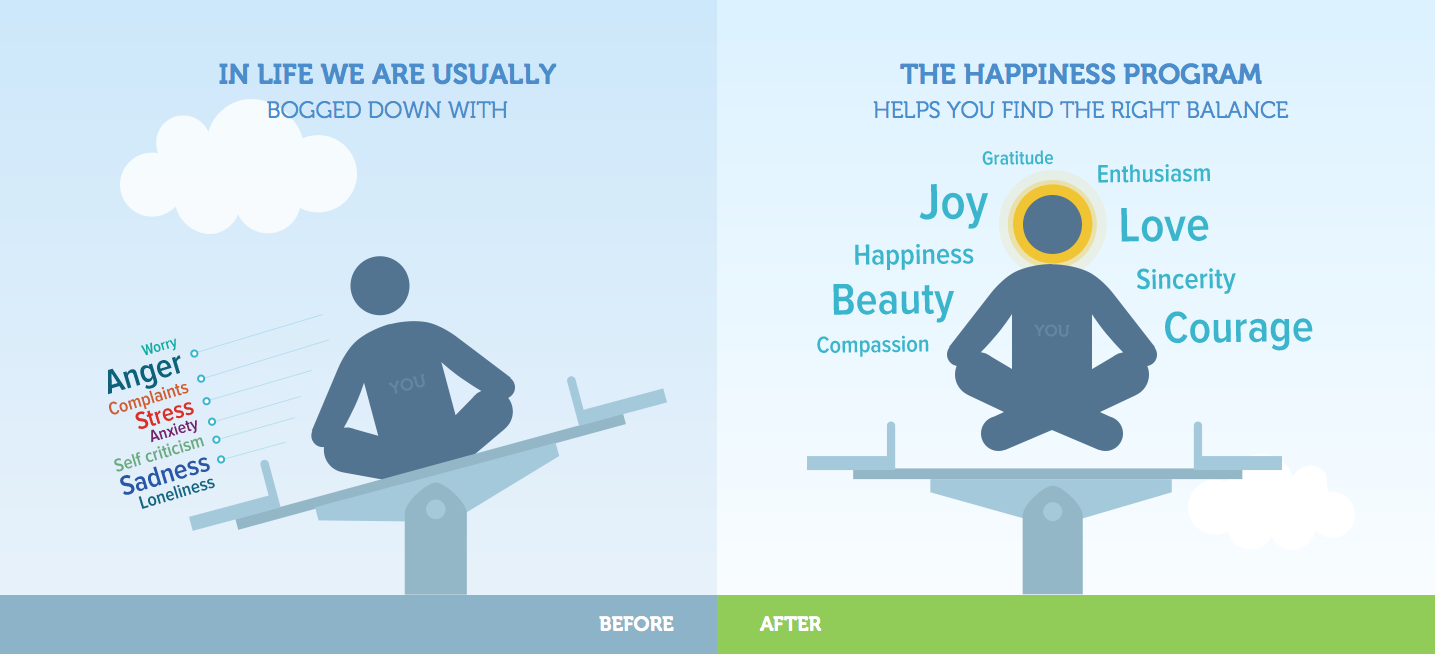 IN LIFE WE ARE USUALLY
BOGGED DOWN WITH
Worry
Anger
Complaints
Stress
Anxiety
Self criticism
Sadness
Loneliness
YOU
BEFORE
THE HAPPINESS PROGRAM
HELPS YOU FIND THE RIGHT BALANCE
Gratitude
Enthusiasm
Joy
Love
Happiness
Sincerity
Beauty
Courage
Compassion
YOU
AFTER